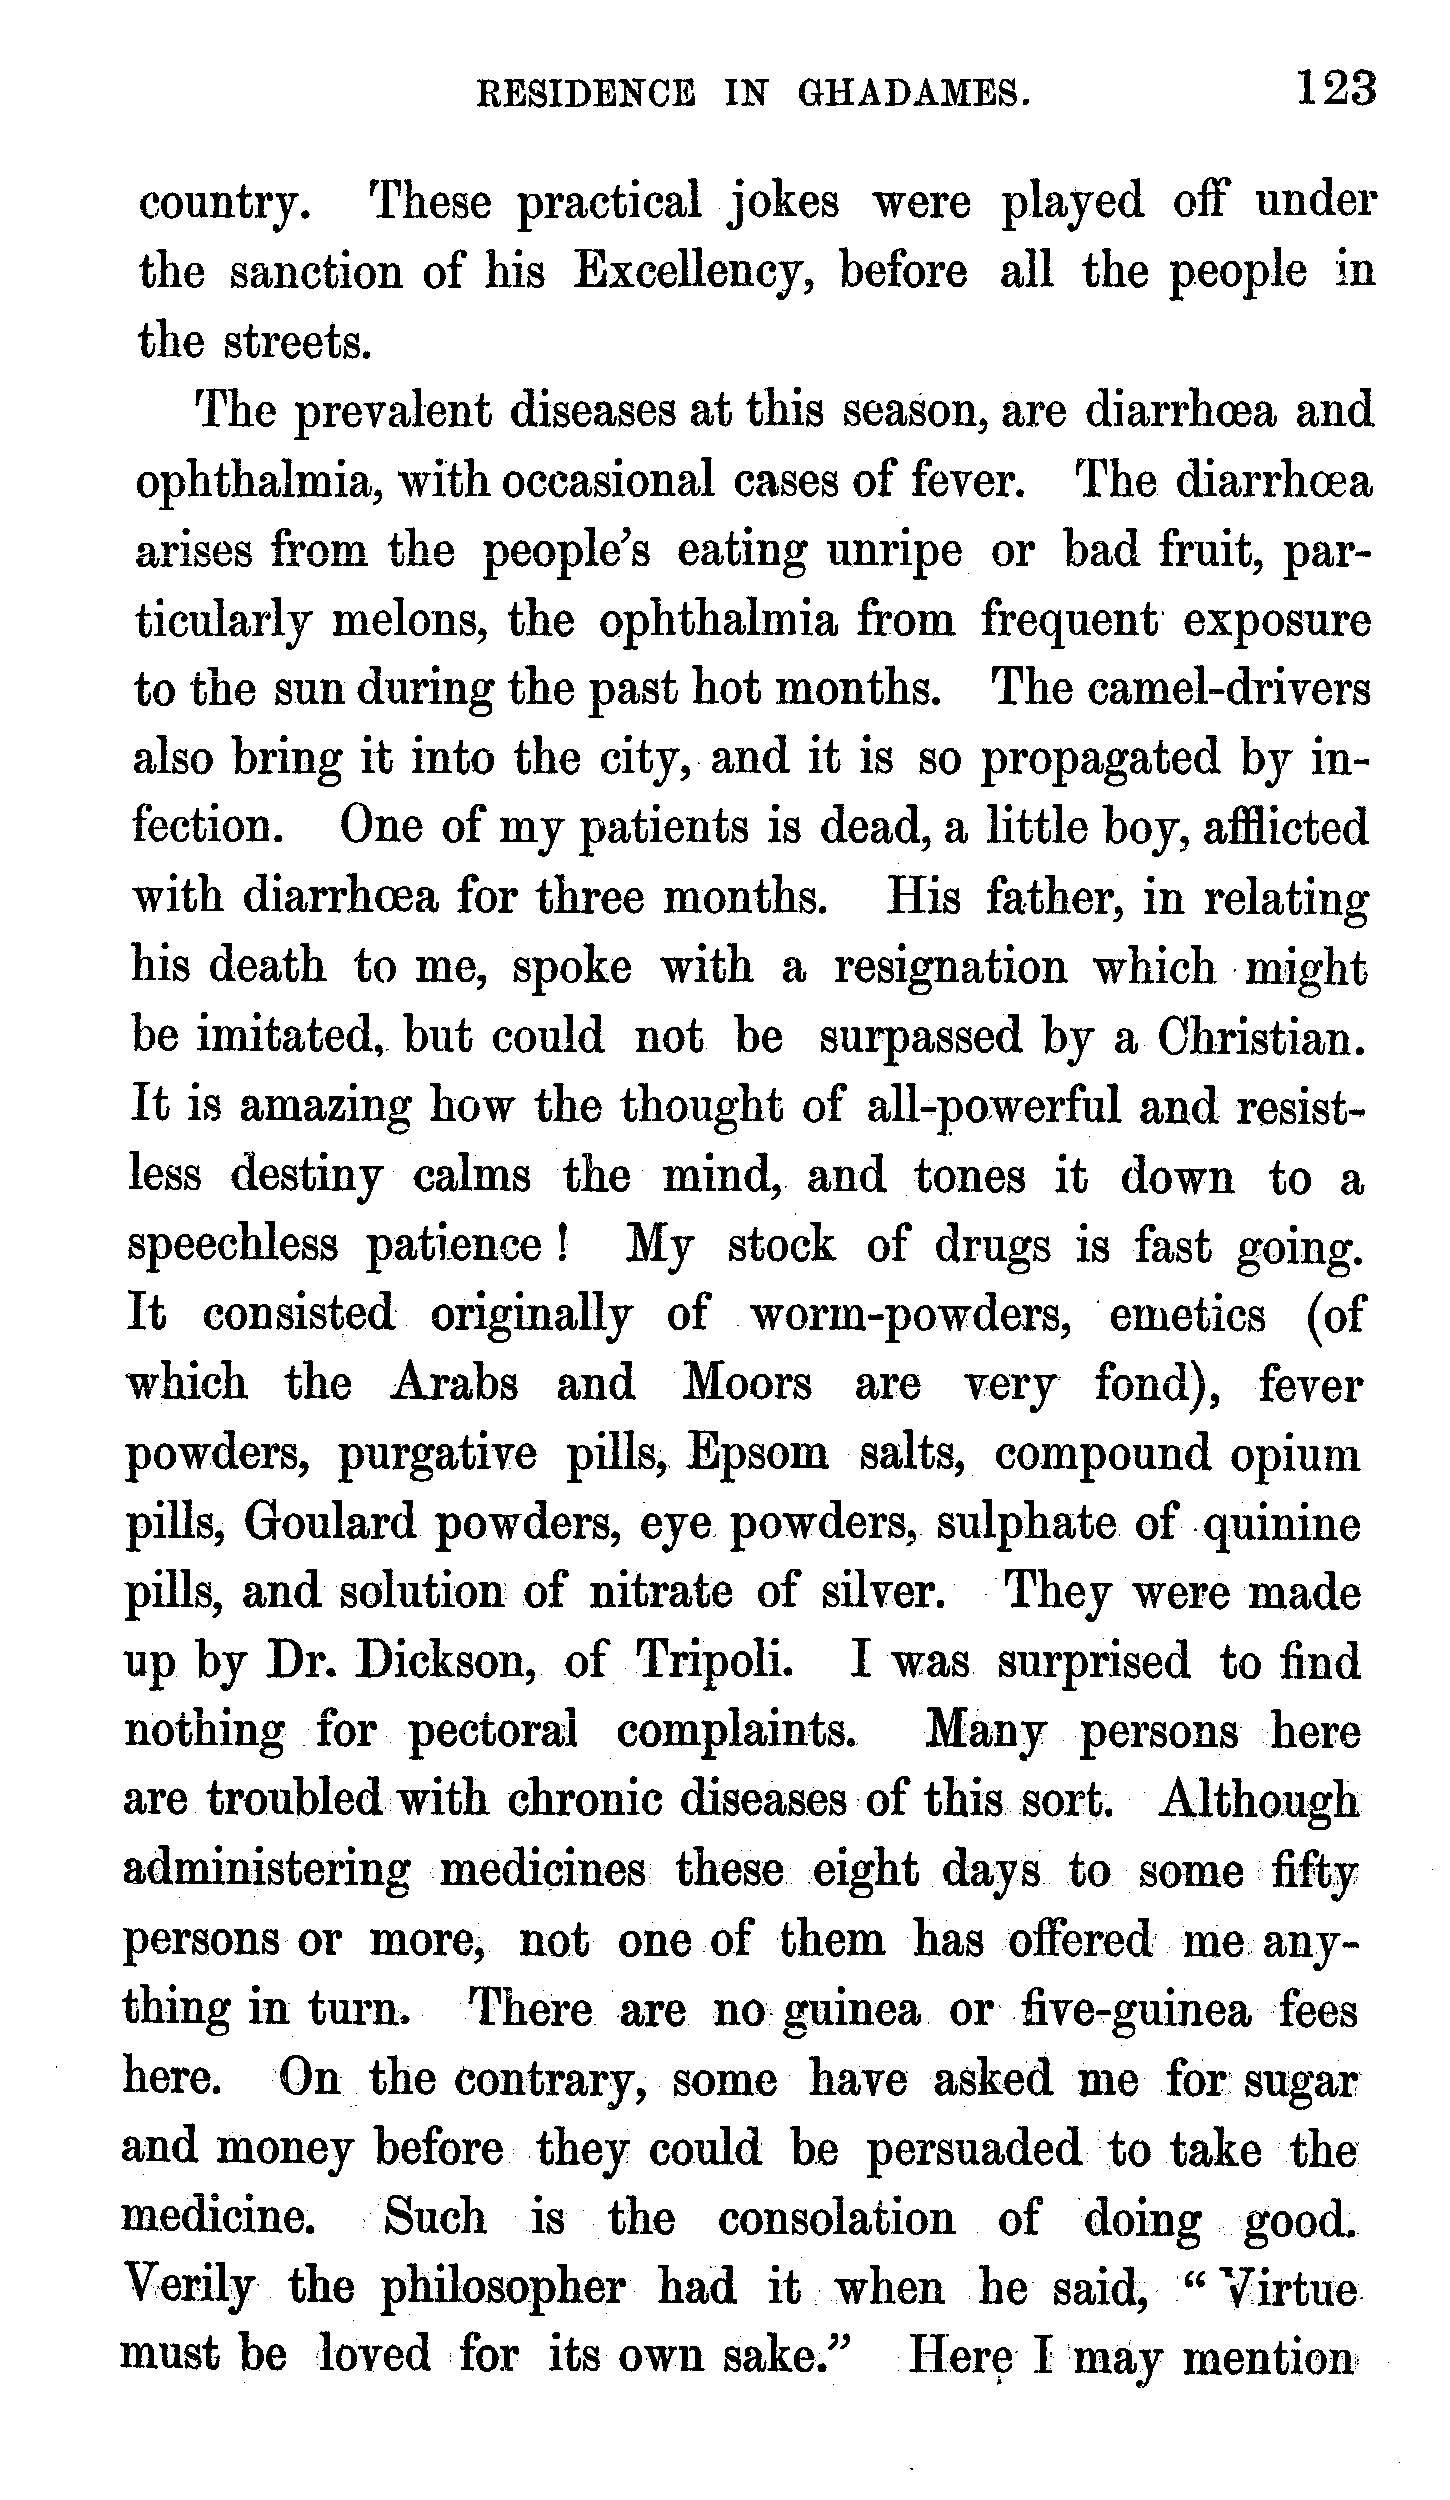 RESIDENCE IN GHADAMES. 123
country. These practical jokes were played off under
the sanction of his Excellency, before all the people in
the streets.
The prevalent diseases at this season, are diarrhœa and
ophthalmia, with occasional cases of fever. The diarrhœa
arises from the people's eating unripe or bad fruit, par-
ticularly melons, the ophthalmia from frequent exposure
to the sun during the past hot months. The camel-drivers
also bring it into the city, and it is so propagated by in-
fection. One of my patients is dead, a little boy, afflicted
with diarrhœa for three months. His father, in relating
his death to me, spoke with a resignation which might
be imitated, but could not be surpassed by a Christian.
It is amazing how the thought of all-powerful and resist-
less destiny calms the mind, and tones it down to a
speechless patience! My stock of drugs is fast going.
It consisted originally of worm-powders, emetics (of
which the Arabs and Moors are very fond), fever
powders, purgative pills, Epsom salts, compound opium
pills, Goulard powders, eye powders, sulphate of quinine
pills, and solution of nitrate of silver. They were made
up by Dr. Dickson, of Tripoli. I was surprised to find
nothing for pectoral complaints. Many persons here
are troubled with chronic diseases of this sort. Although
administering medicines these eight days to some fifty
persons or more, not one of them has offered me any-
thing in turn. There are no guinea or five-guinea fees
here. On the contrary, some have asked me for sugar
and money before they could be persuaded to take the
medicine. Such is the consolation of doing good.
Verily the philosopher had it when he said, "Virtue
must be loved for its own sake." Here I may mention